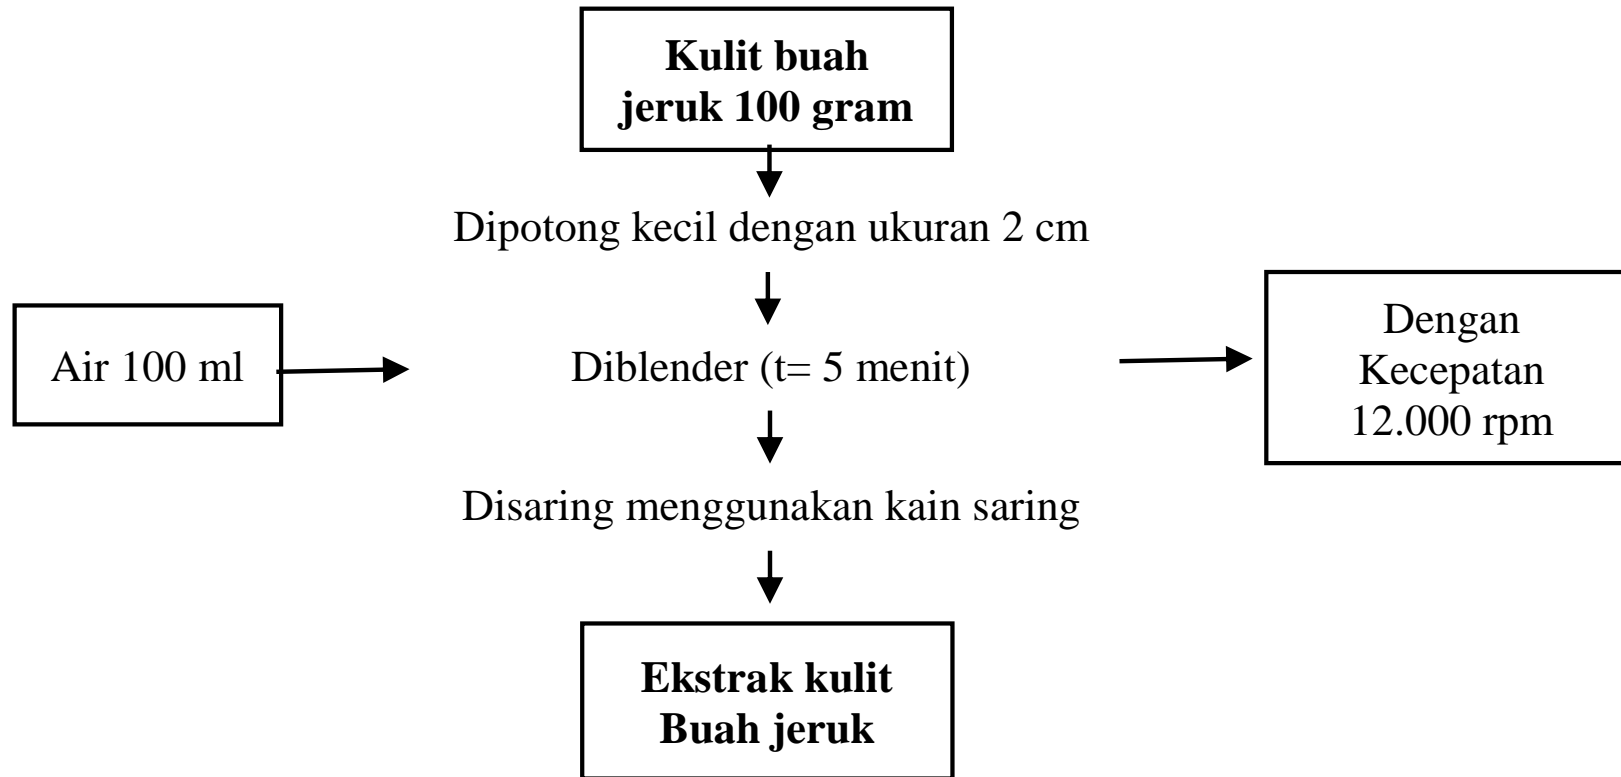 Kulit buah
jeruk 100 gram
Dipotong kecil dengan ukuran 2 cm
Air 100 ml
Diblender (t= 5 menit)
Dengan
Kecepatan
12.000 rpm
Disaring menggunakan kain saring
Ekstrak kulit
Buah jeruk